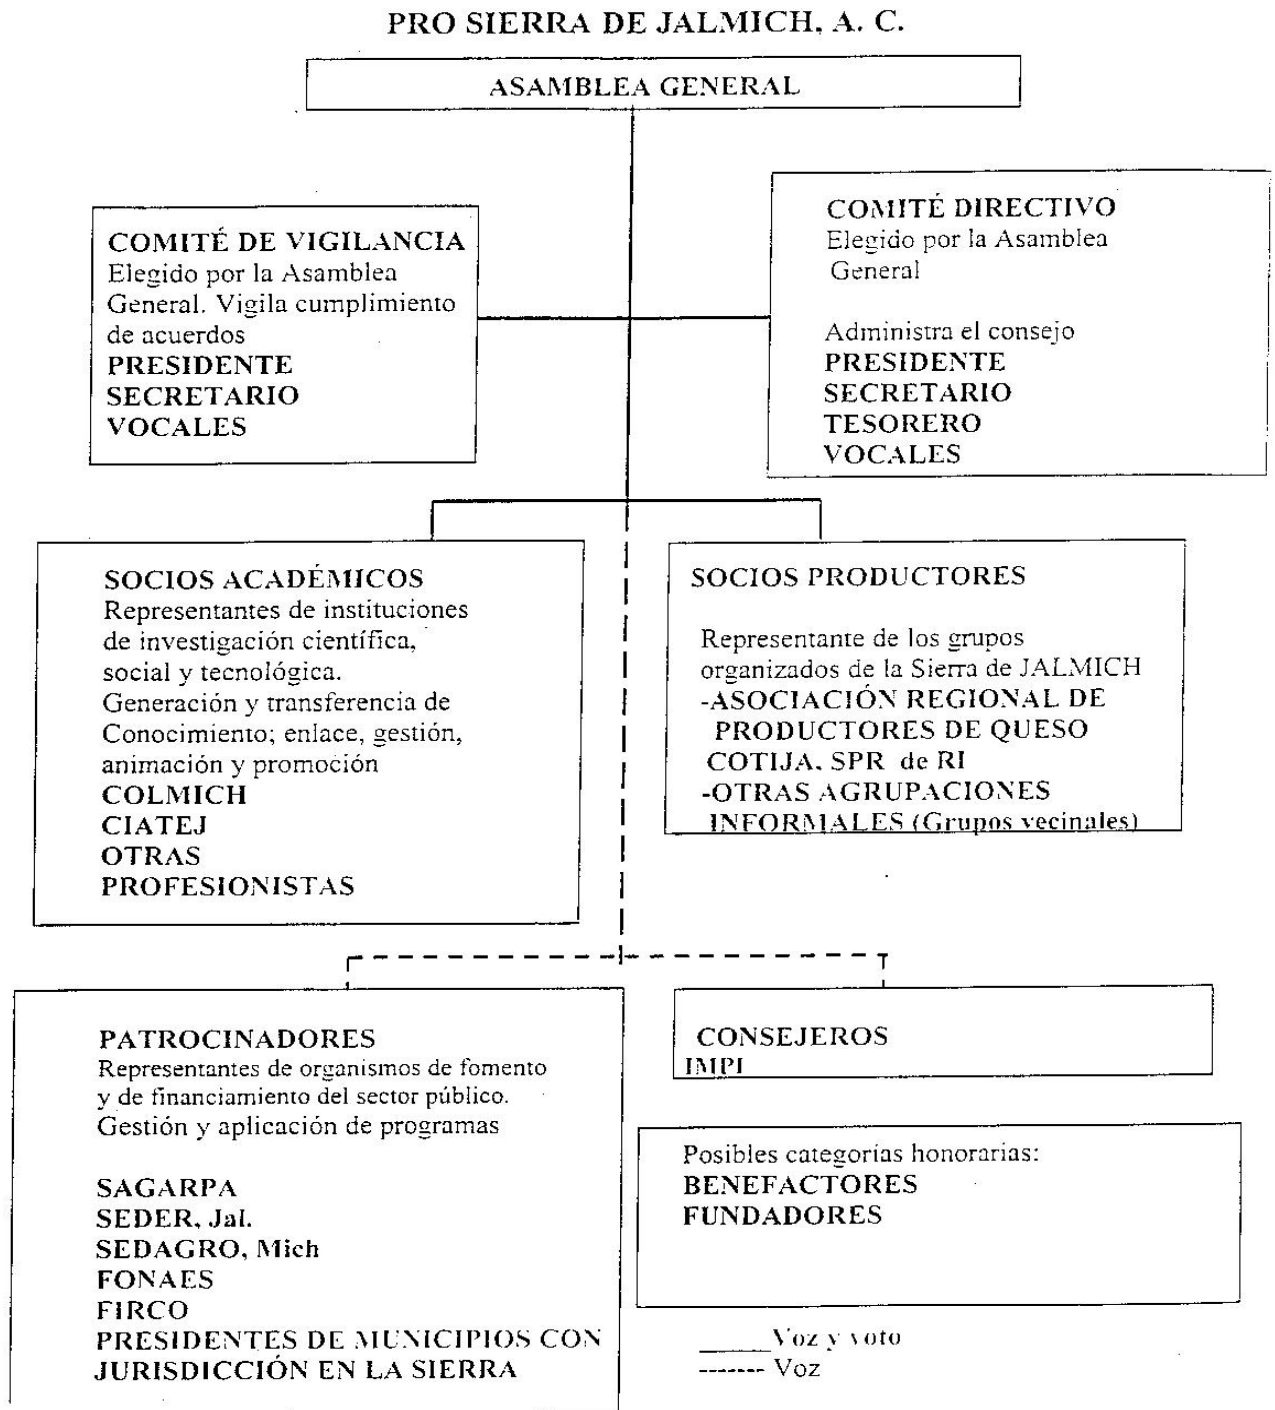 PRO SIERRA DE JALMICH, A. C.
ASAMBLEA GENERAL
COMITÉ DE VIGILANCIA
Elegido por la Asamblea
General. Vigila cumplimiento
de acuerdos
PRESIDENTE
SECRETARIO
VOCALES
COMITÉ DIRECTIVO
Elegido por la Asamblea
General
Administra el consejo
PRESIDENTE
SECRETARIO
TESORERO
VOCALES
SOCIOS ACADÉMICOS
Representantes de instituciones
de investigación científica,
social y tecnológica.
Generación y transferencia de
Conocimiento; enlace, gestión,
animación y promoción
COLMICH
CIATEJ
OTRAS
PROFESIONISTAS
SOCIOS PRODUCTORES
Representante de los grupos
organizados de la Sierra de JALMICH
-ASOCIACIÓN REGIONAL DE
PRODUCTORES DE QUESO
COTIJA. SPR de RI
-OTRAS AGRUPACIONES
INFORMALES (Grupos vecinales)
PATROCINADORES
Representantes de organismos de fomento
y de financiamiento del sector público.
Gestión y aplicación de programas
SAGARPA
SEDER, Jal.
SEDAGRO, Mich
FONAES
FIRCO
PRESIDENTES DE MUNICIPIOS CON
JURISDICCIÓN EN LA SIERRA
CONSEJEROS
IMPI
Posibles categorías honorarias:
BENEFACTORES
FUNDADORES
______Voz y voto
------- Voz